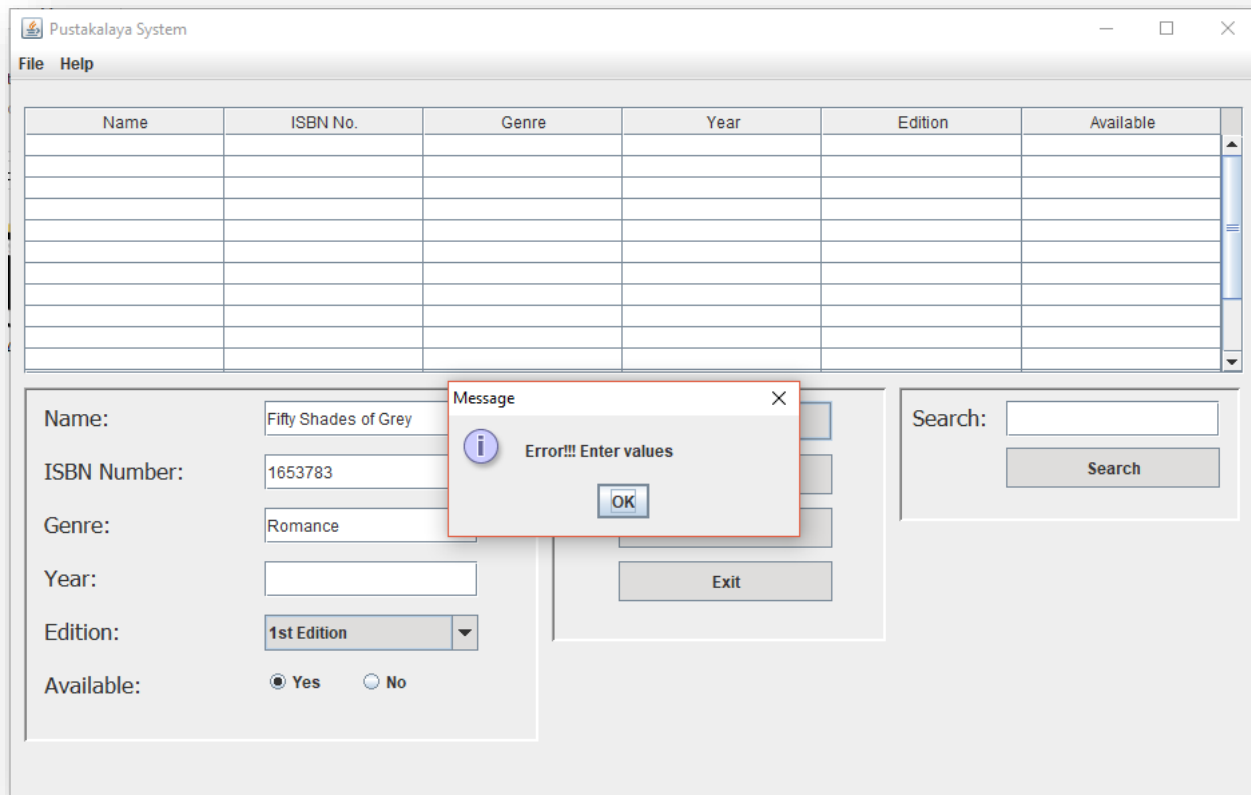 Pustakalaya System
File Help
Name ISBN No. Genre Year Edition Available
Name: Fifty Shades of Grey
ISBN Number: 1653783
Genre: Romance
Year:
Edition: 1st Edition
Available: Yes No
Message
Error!!! Enter values
OK
Exit
Search:
Search